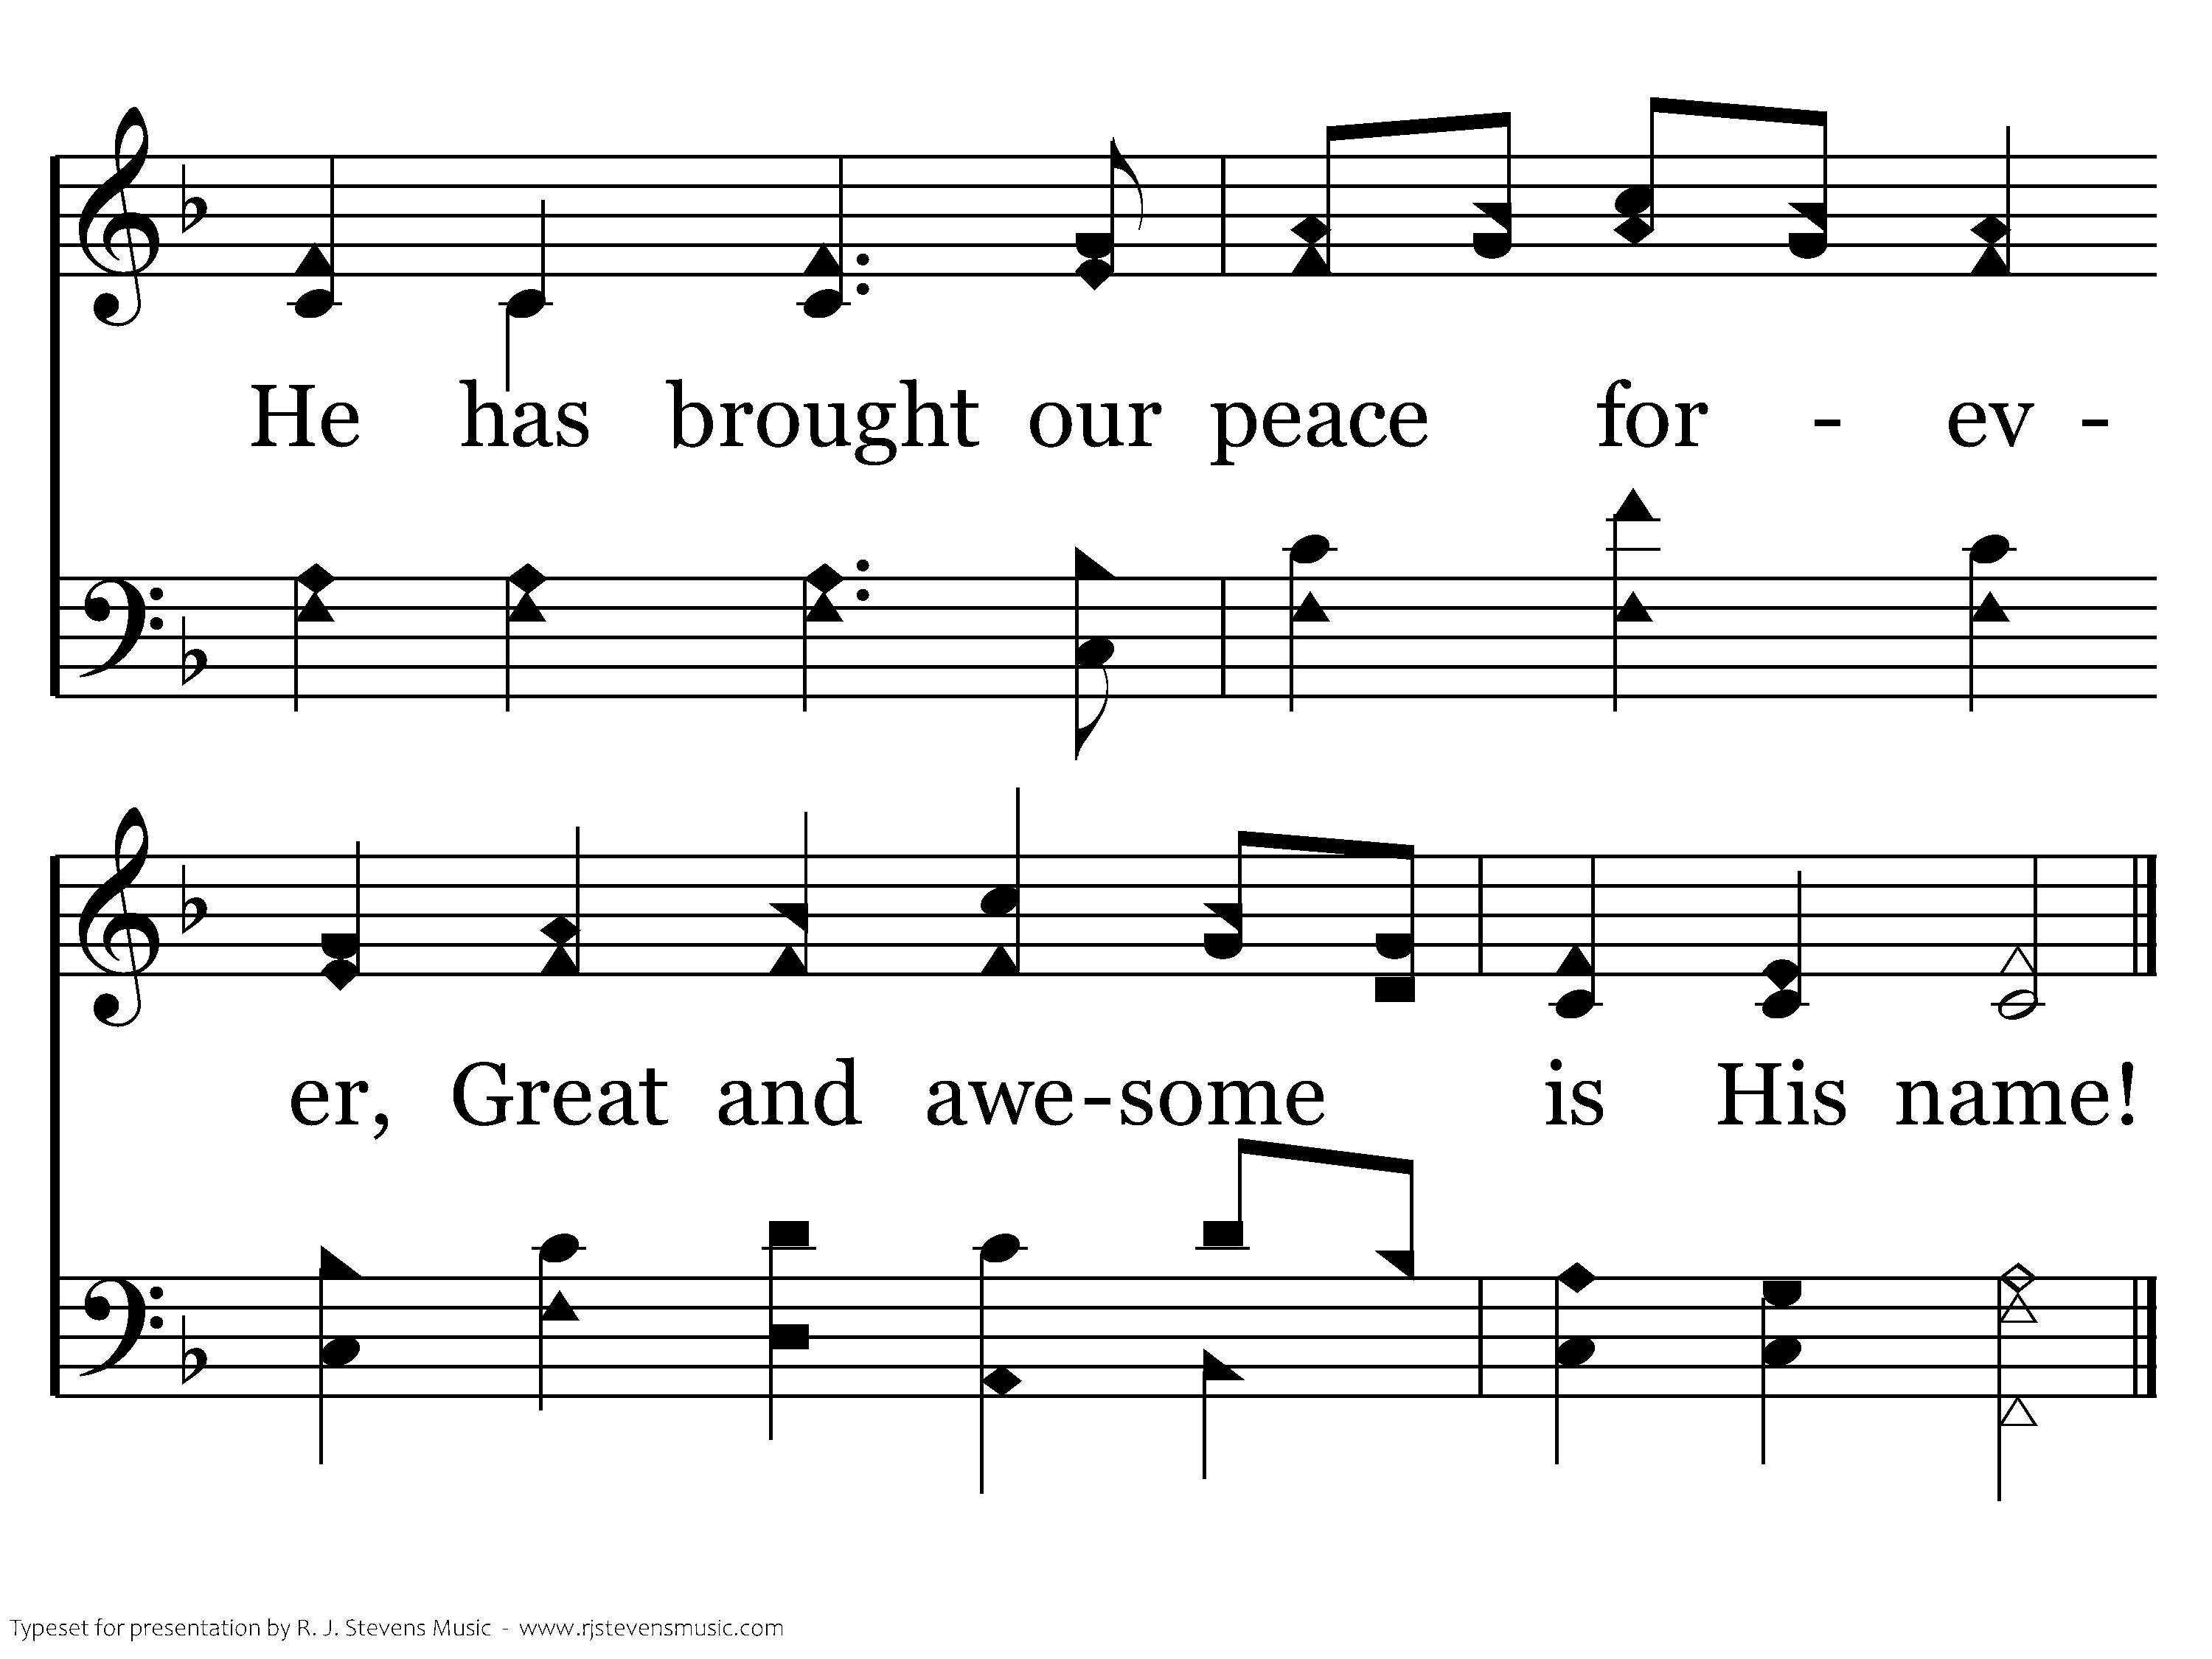 He has brought our peace for - ev -
er, Great and awe-some is His name!
Typeset for presentation by R. J. Stevens Music - www.rjstevensmusic.com